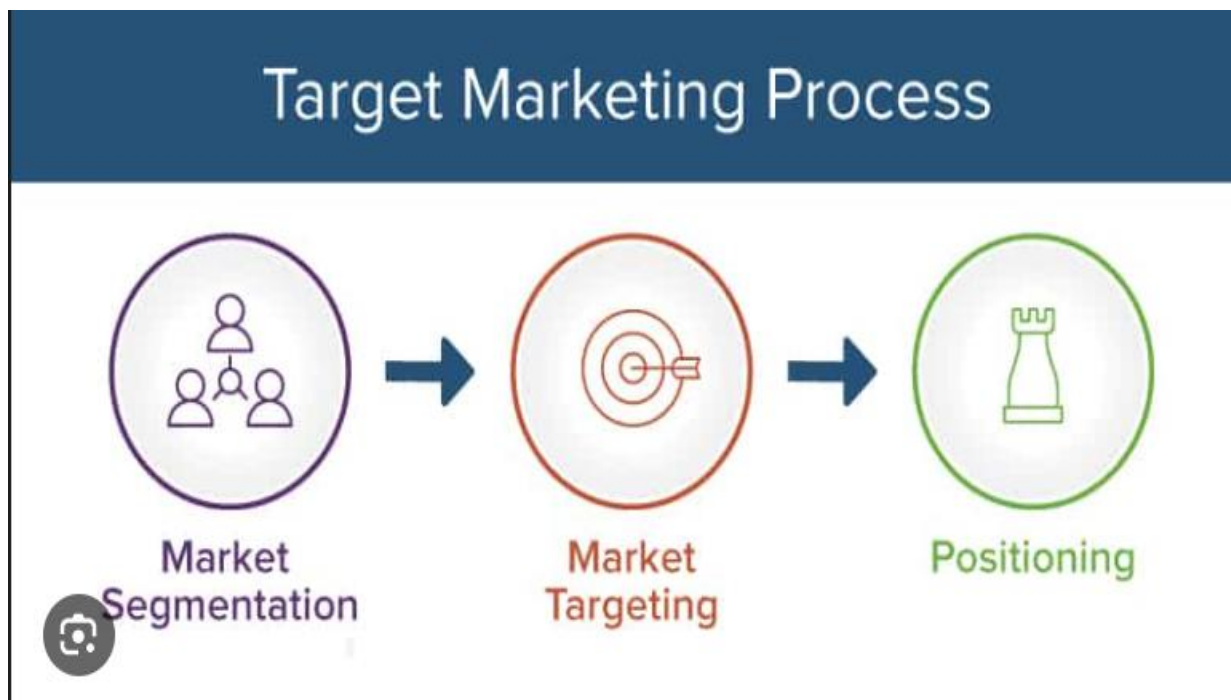 Target Marketing Process
Market
Segmentation
Market
Targeting
Positioning